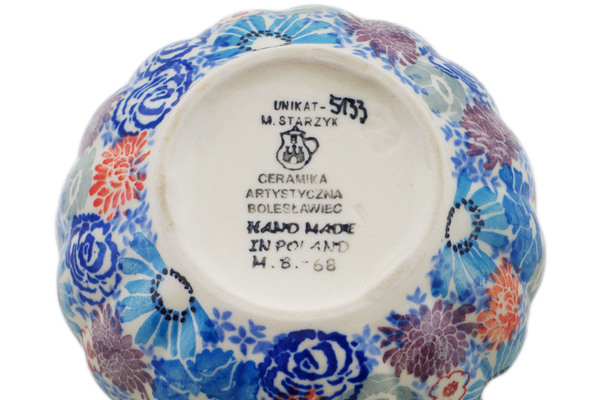 UNIKAT-5133
M. STARZYK
CERAMIKA
ARTYSTYCZNA
BOLESŁAWIEC
HAND MADE
IN POLAND
M.S.-68